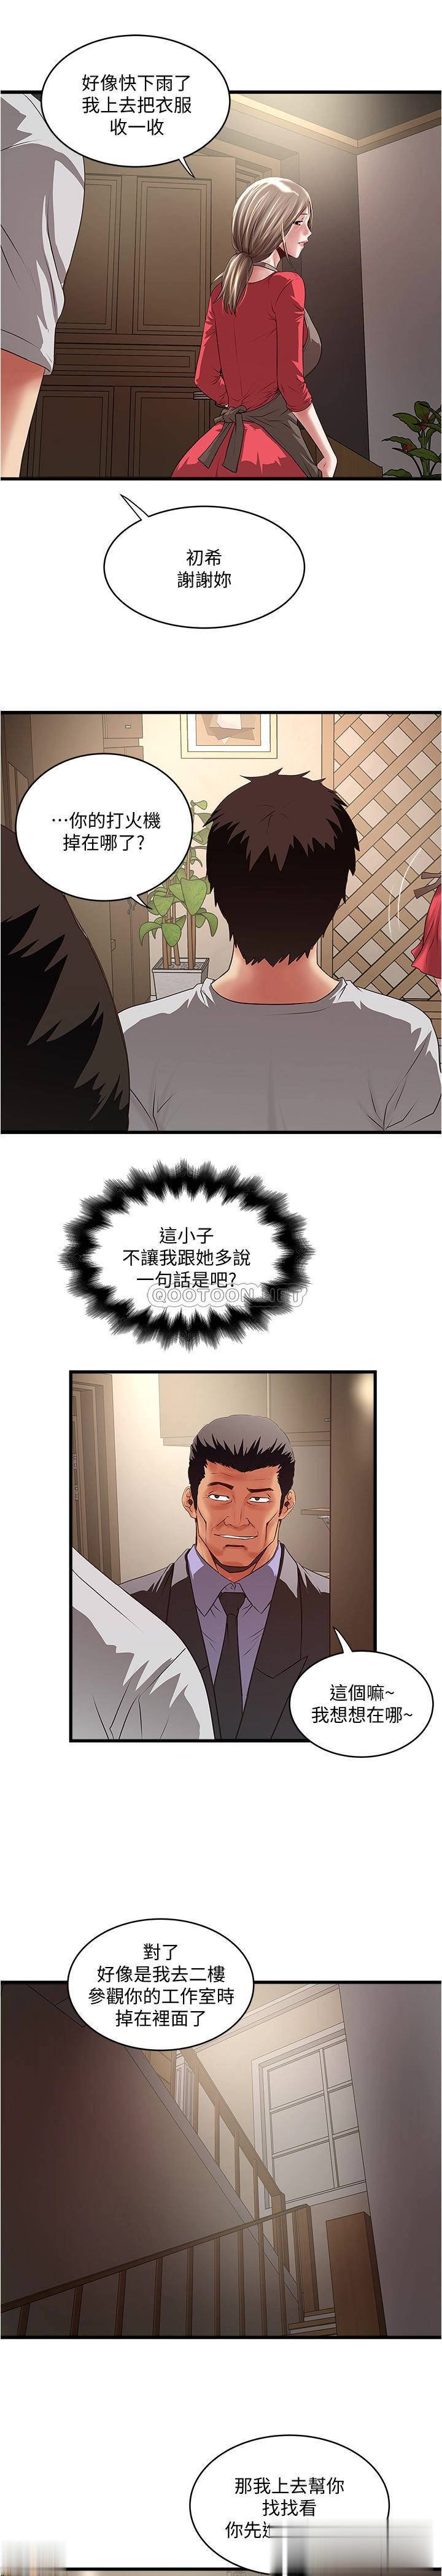 好像快下雨了
我上去把衣服
收一收
初希
謝謝妳
…你的打火機
掉在哪了?
這小子
不讓我跟她多說
一句話是吧?
QOOTOON.NET
這個嘛~
我想想在哪~
對了
好像是我去二樓
參觀你的工作室時
掉在裡面了
那我上去幫你
找找看
你先